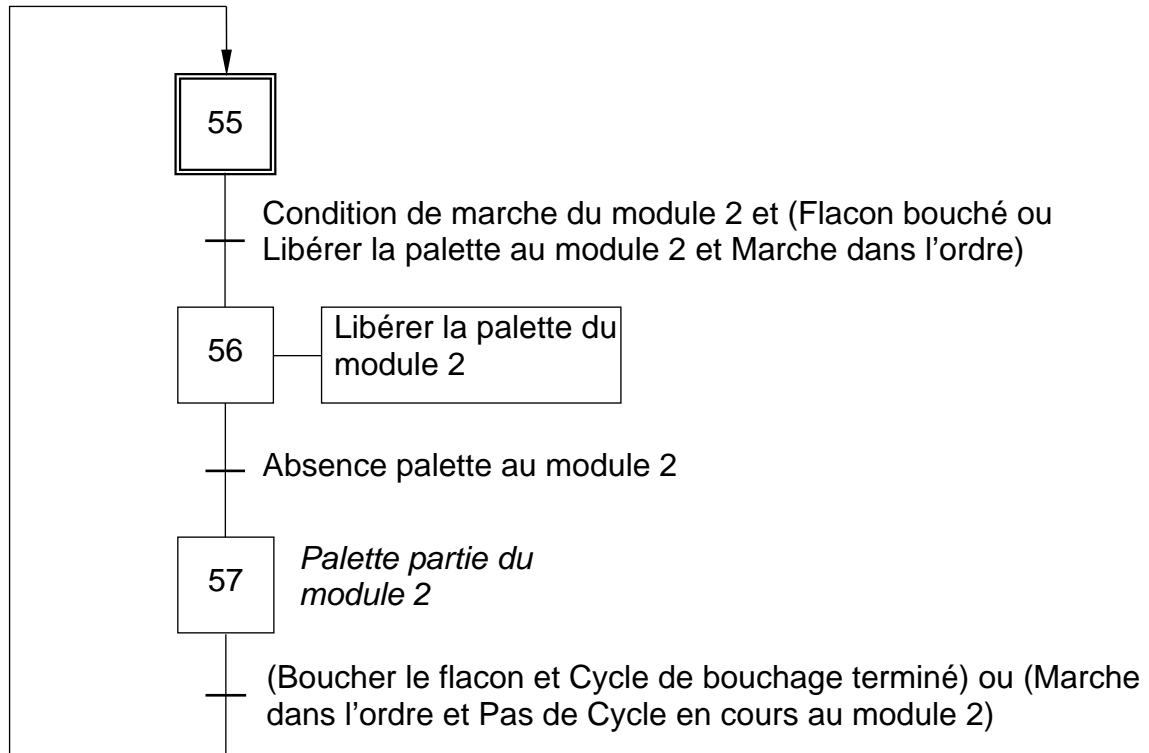 55
Condition de marche du module 2 et (Flacon bouché ou
Libérer la palette au module 2 et Marche dans l’ordre)
56
Libérer la palette du
module 2
Absence palette au module 2
57
Palette partie du
module 2
(Boucher le flacon et Cycle de bouchage terminé) ou (Marche
dans l’ordre et Pas de Cycle en cours au module 2)